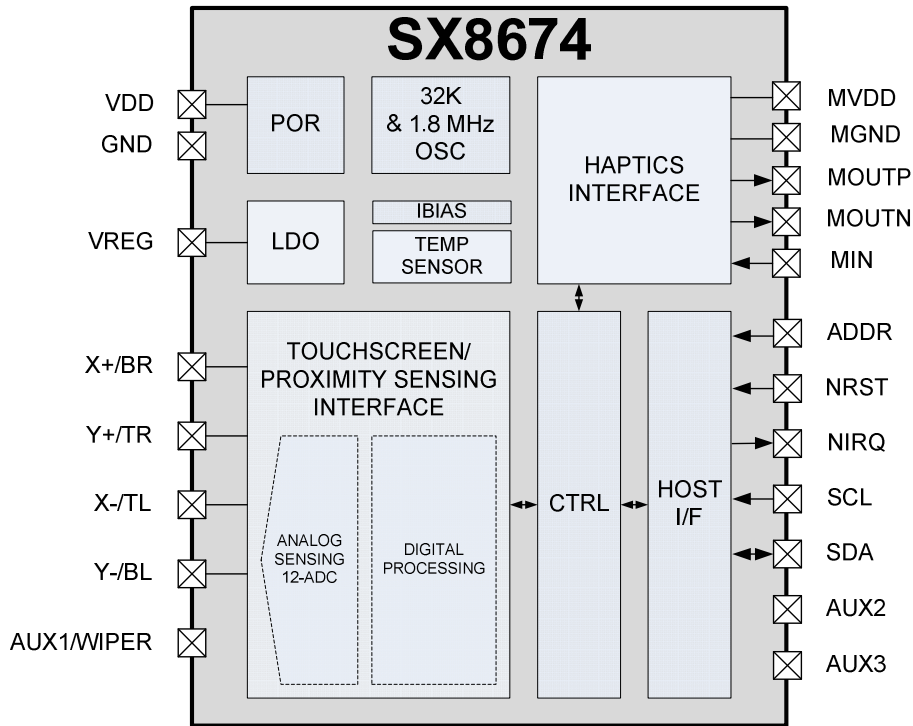 SX8674
VDD
GND
VREG
X+/BR
Y+/TR
X-/TL
Y-/BL
AUX1/WIPER
POR
32K
& 1.8 MHz
OSC
LDO
IBIAS
TEMP
SENSOR
HAPTICS
INTERFACE
TOUCHSCREEN/
PROXIMITY SENSING
INTERFACE
ANALOG
SENSING
12-ADC
DIGITAL
PROCESSING
CTRL
HOST
I/F
MVDD
MGND
MOUTP
MOUTN
MIN
ADDR
NRST
NIRQ
SCL
SDA
AUX2
AUX3